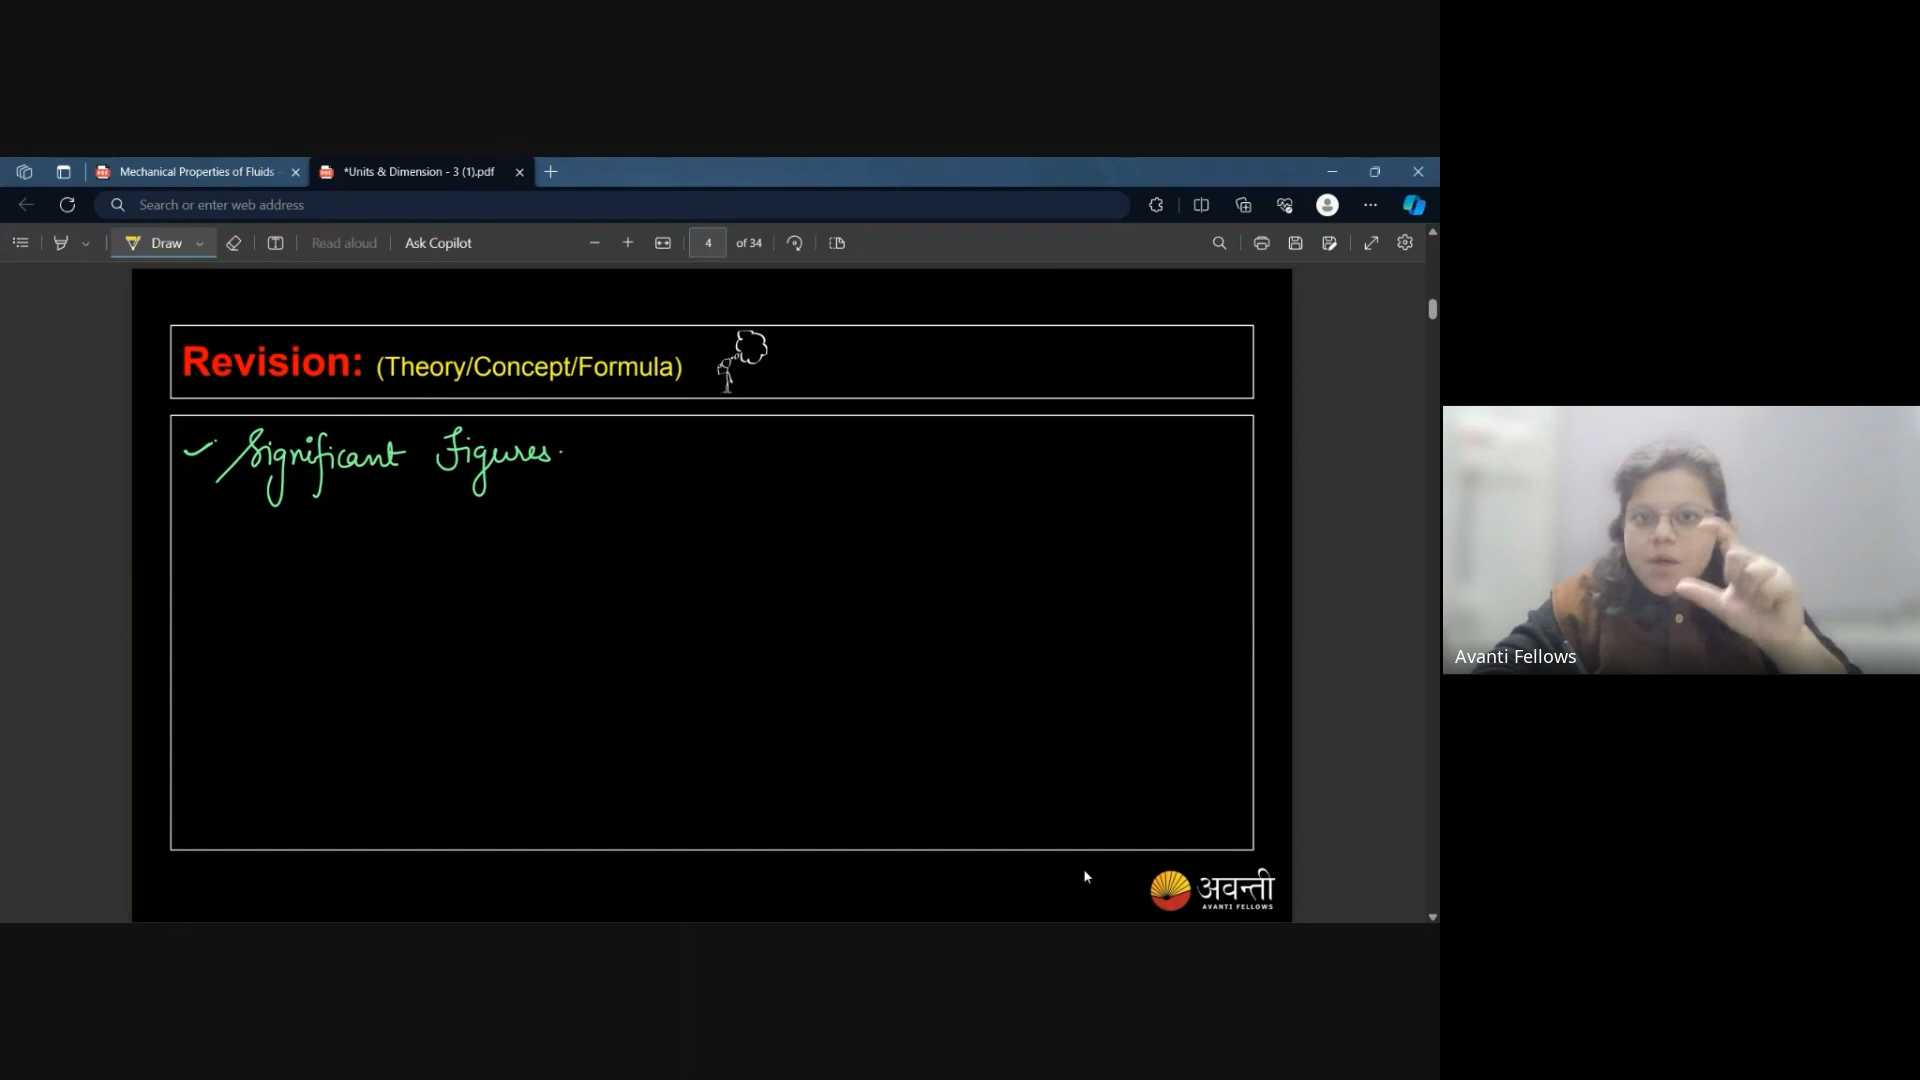 Mechanical Properties of Fluids -
*Units & Dimension - 3 (1).pdf
Search or enter web address
Draw
Read aloud
Ask Copilot
4
of 34
Revision: (Theory/Concept/Formula)
Significant Figures.
Avanti Fellows
अवन्ती
AVANTI FELLOWS